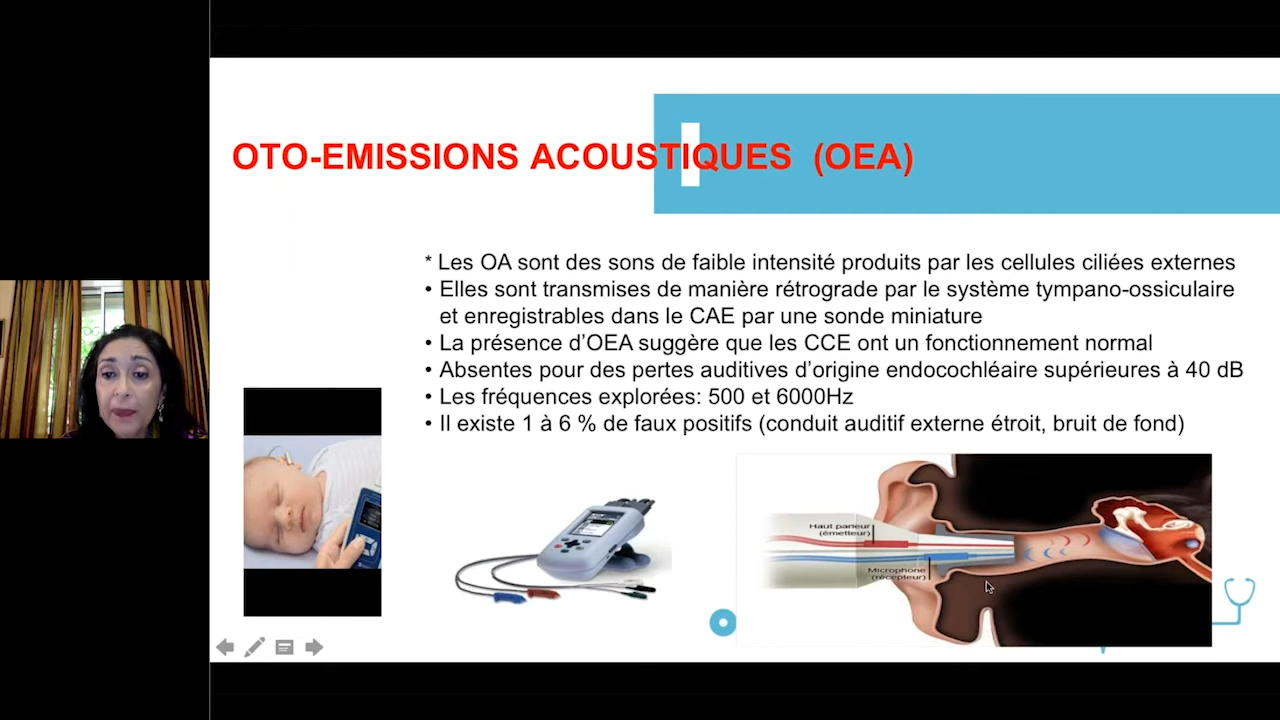 OTO-EMISSIONS ACOUSTIQUES (OEA)
* Les OA sont des sons de faible intensité produits par les cellules ciliées externes
• Elles sont transmises de manière rétrograde par le système tympano-ossiculaire
et enregistrables dans le CAE par une sonde miniature
• La présence d'OEA suggère que les CCE ont un fonctionnement normal
• Absentes pour des pertes auditives d'origine endocochléaire supérieures à 40 dB
• Les fréquences explorées: 500 et 6000Hz
• Il existe 1 à 6 % de faux positifs (conduit auditif externe étroit, bruit de fond)
Haut parleur
(émetteur)
Microphone
(récepteur)